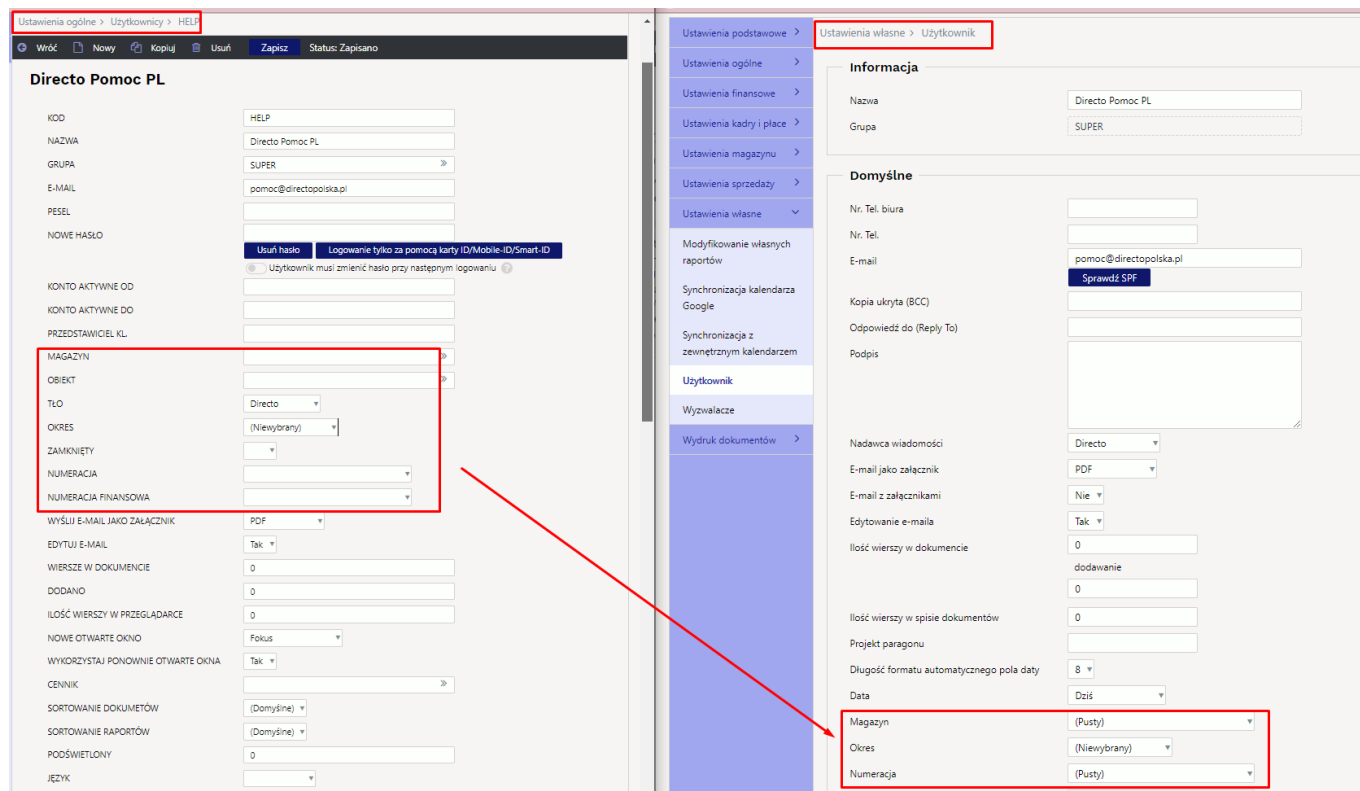 Ustawienia ogólne > Użytkownicy > HELP
Wróć Nowy Kopiuj Usuń Zapisz Status: Zapisano
Directo Pomoc PL
KOD HELP
NAZWA Directo Pomoc PL
GRUPA SUPER »
E-MAIL pomoc@directopolska.pl
PESEL
NOWE HASŁO
Usuń hasło Logowanie tylko za pomocą karty ID/Mobile-ID/Smart-ID
Użytkownik musi zmienić hasło przy następnym logowaniu ?
KONTO AKTYWNE OD
KONTO AKTYWNE DO
PRZEDSTAWICIEL KL.
MAGAZYN »
OBIEKT »
TŁO Directo
OKRES (Niewybrany)
ZAMKNIĘTY
NUMERACJA
NUMERACJA FINANSOWA
WYŚLIJ E-MAIL JAKO ZAŁĄCZNIK PDF
EDYTUJ E-MAIL Tak
WIERSZE W DOKUMENCIE 0
DODANO 0
ILOŚĆ WIERSZY W PRZEGLĄDARCE 0
NOWE OTWARTE OKNO Fokus
WYKORZYSTAJ PONOWNIE OTWARTE OKNA Tak
CENNIK »
SORTOWANIE DOKUMETÓW (Domyślne)
SORTOWANIE RAPORTÓW (Domyślne)
PODŚWIETLONY 0
JĘZYK
Ustawienia podstawowe >
Ustawienia ogólne >
Ustawienia finansowe >
Ustawienia kadry i płace >
Ustawienia magazynu >
Ustawienia sprzedaży >
Ustawienia własne
Modyfikowanie własnych
raportów
Synchronizacja kalendarza
Google
Synchronizacja z
zewnętrznym kalendarzem
Użytkownik
Wyzwalacze
Wydruk dokumentów >
Ustawienia własne > Użytkownik
Informacja
Nazwa Directo Pomoc PL
Grupa SUPER
Domyślne
Nr. Tel. biura
Nr. Tel.
E-mail pomoc@directopolska.pl
Sprawdź SPF
Kopia ukryta (BCC)
Odpowiedź do (Reply To)
Podpis
Nadawca wiadomości Directo
E-mail jako załącznik PDF
E-mail z załącznikami Nie
Edytowanie e-maila Tak
Ilość wierszy w dokumencie 0
dodawanie
0
Ilość wierszy w spisie dokumentów 0
Projekt paragonu
Długość formatu automatycznego pola daty 8
Data Dziś
Magazyn (Pusty)
Okres (Niewybrany)
Numeracja (Pusty)